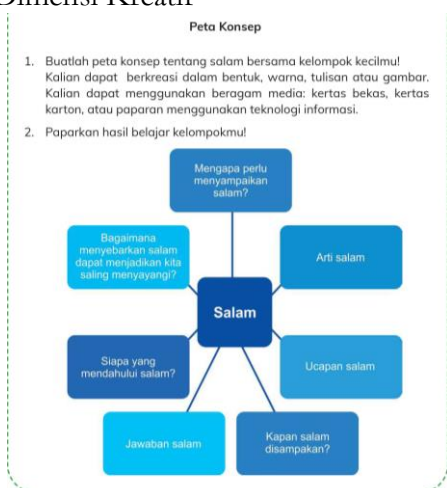 Dimensi Kreatif
Peta Konsep
1. Buatlah peta konsep tentang salam bersama kelompok kecilmu!
Kalian dapat berkreasi dalam bentuk, warna, tulisan atau gambar.
Kalian dapat menggunakan beragam media: kertas bekas, kertas
karton, atau paparan menggunakan teknologi informasi.
2. Paparkan hasil belajar kelompokmu!
Mengapa perlu
menyampaikan
salam?
Bagaimana
menyebarkan salam
dapat menjadikan kita
saling menyayangi?
Arti salam
Salam
Siapa yang
mendahului salam?
Ucapan salam
Jawaban salam
Kapan salam
disampakan?